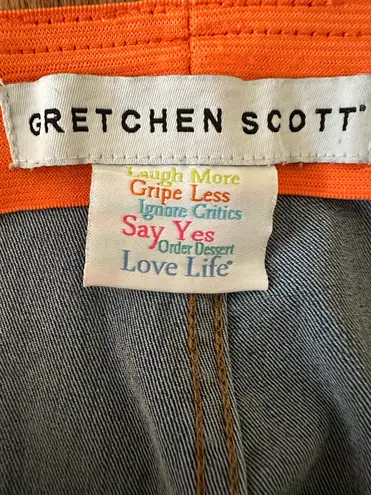 GRETCHEN SCOTT®
Laugh More
Gripe Less
Ignore Critics
Say Yes
Order Dessert
Love Life®